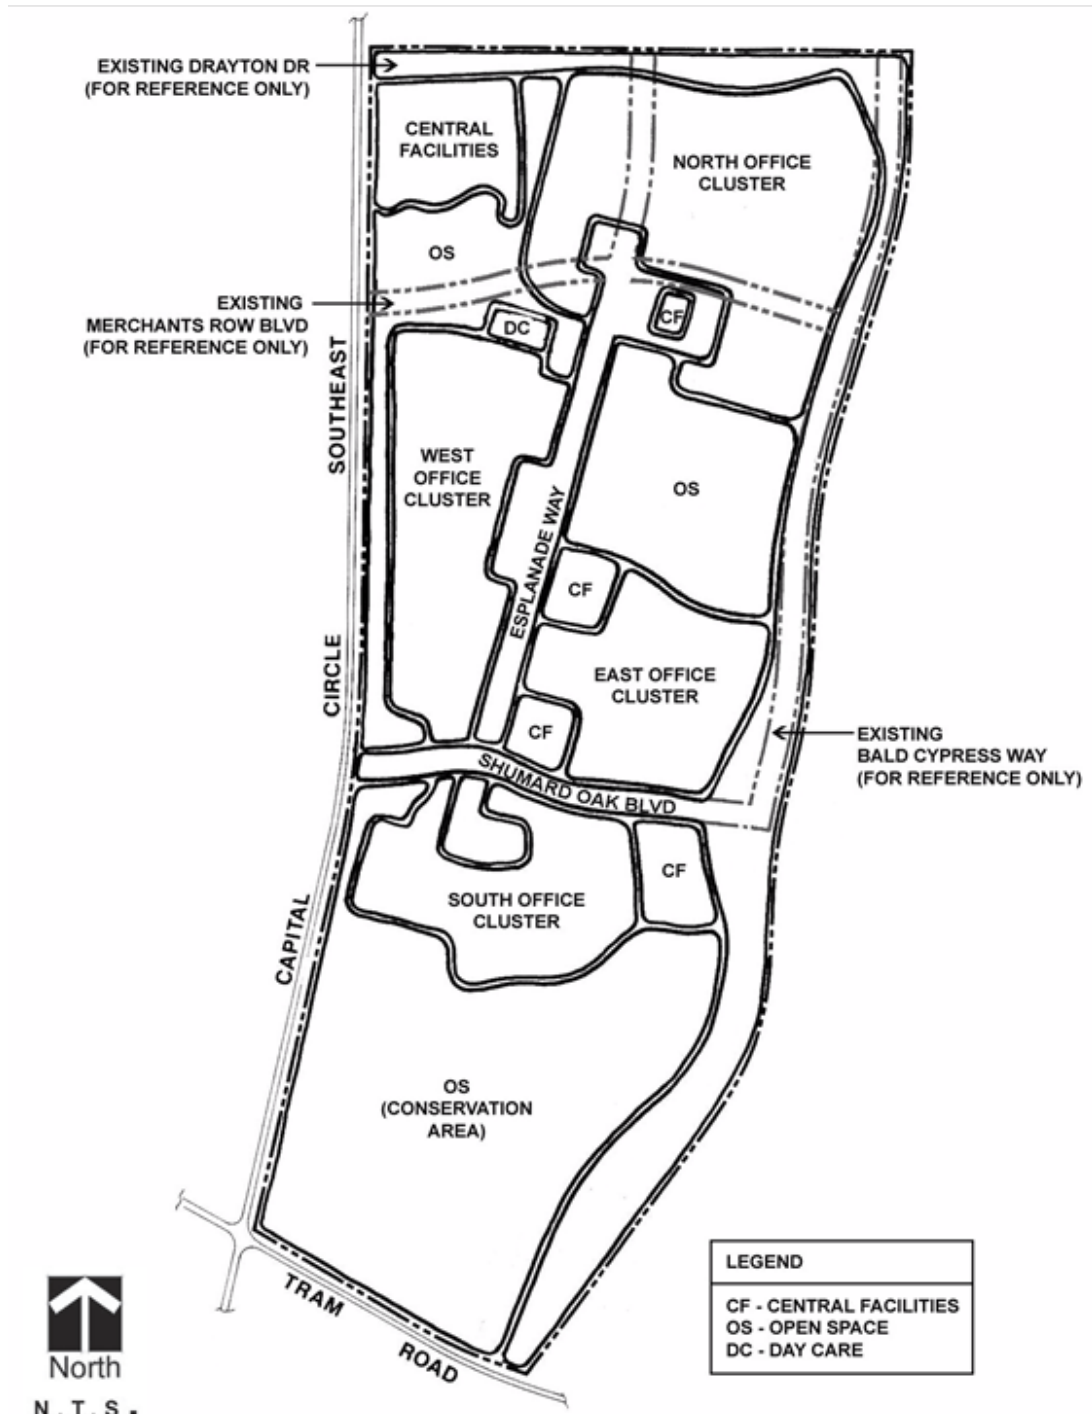 EXISTING DRAYTON DR
(FOR REFERENCE ONLY)
CENTRAL
FACILITIES
NORTH OFFICE
CLUSTER
OS
EXISTING
MERCHANTS ROW BLVD
(FOR REFERENCE ONLY)
DC
CF
SOUTHEAST
WEST
OFFICE
CLUSTER
OS
ESPLANADE WAY
CF
CIRCLE
EAST OFFICE
CLUSTER
CF
EXISTING
BALD CYPRESS WAY
(FOR REFERENCE ONLY)
SHUMARD OAK BLVD
CF
SOUTH OFFICE
CLUSTER
CAPITAL
OS
(CONSERVATION
AREA)
TRAM
ROAD
LEGEND
CF - CENTRAL FACILITIES
OS - OPEN SPACE
DC - DAY CARE
North
N.T.S-